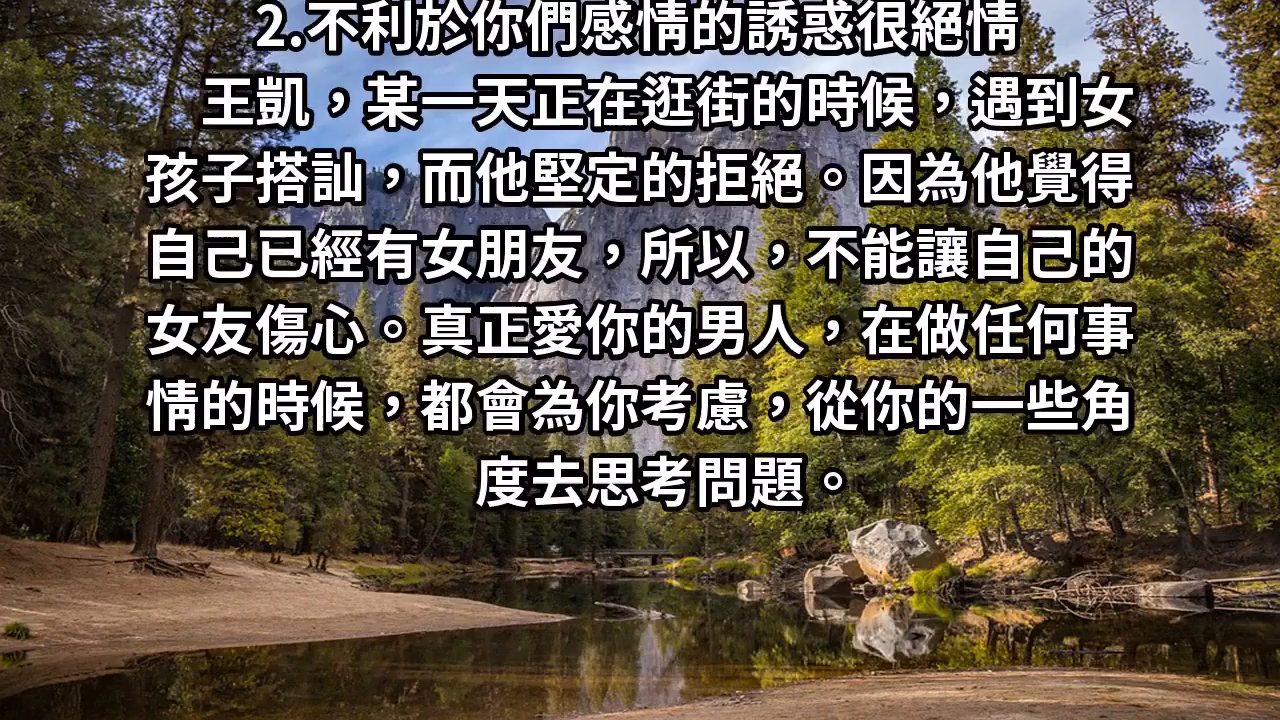 2.不利於你們感情的誘惑很絕情
王凱，某一天正在逛街的時候，遇到女
孩子搭訕，而他堅定的拒絕。因為他覺得
自己已經有女朋友，所以，不能讓自己的
女友傷心。真正愛你的男人，在做任何事
情的時候，都會為你考慮，從你的一些角
度去思考問題。